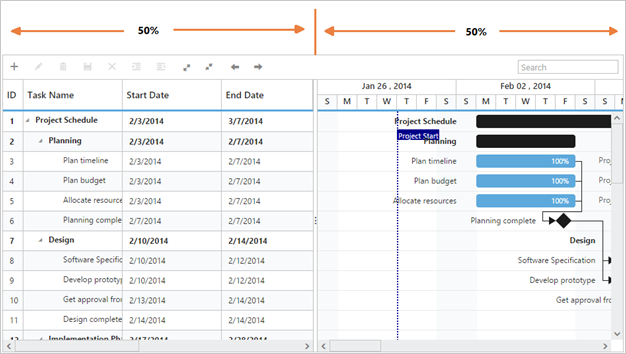 50% 50%
Search
ID Task Name Start Date End Date
Jan 26 , 2014 Feb 02 , 2014
S M T W T F S S M T W T F S S M
1 Project Schedule 2/3/2014 3/7/2014 Project Schedule
Project Start
2 Planning 2/3/2014 2/7/2014 Planning
3 Plan timeline 2/3/2014 2/7/2014 Plan timeline 100% Proj
4 Plan budget 2/3/2014 2/7/2014 Plan budget 100% Proj
5 Allocate resources 2/3/2014 2/7/2014 Allocate resources 100% Proj
6 Planning complete 2/7/2014 2/7/2014 Planning complete
7 Design 2/10/2014 2/14/2014 Design
8 Software Specific 2/10/2014 2/12/2014 Software Specification
9 Develop prototyp 2/10/2014 2/12/2014 Develop prototype
10 Get approval fron 2/13/2014 2/14/2014 Get approval fro
11 Design complete 2/14/2014 2/14/2014
12 Implementation Ph 2/17/2014 2/28/2014